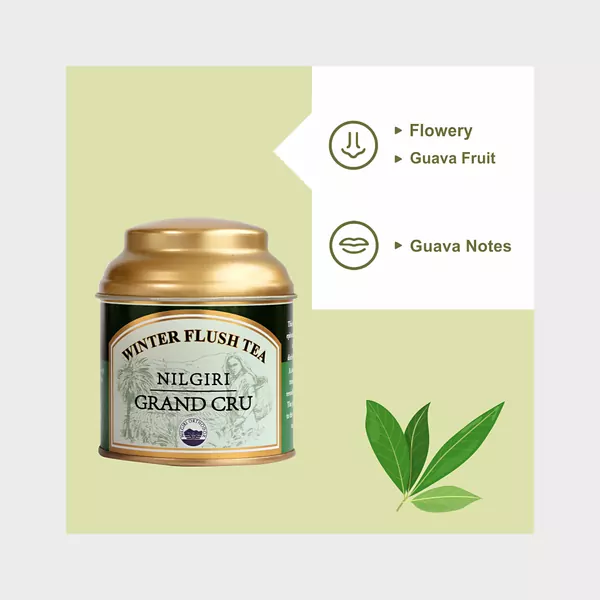 Flowery
Guava Fruit
Guava Notes
WINTER FLUSH TEA
NILGIRI
GRAND CRU